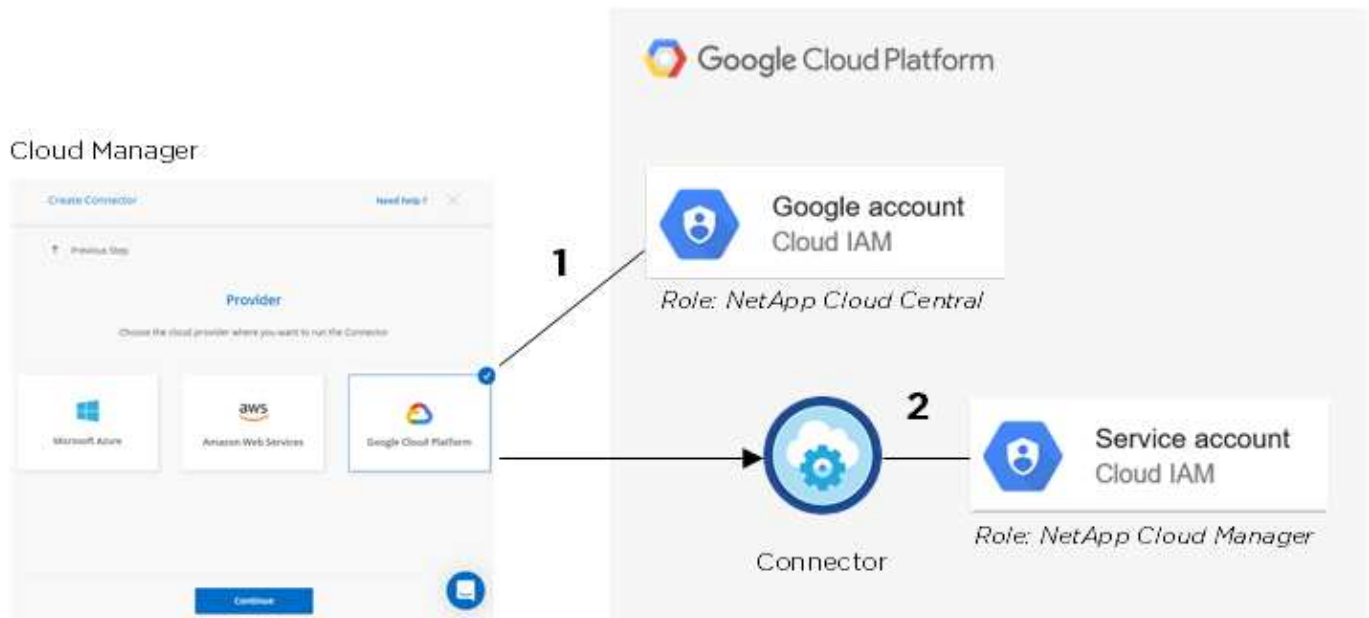 Google Cloud Platform
Cloud Manager
Create Connector
Need help ?
Previous Step
Provider
Choose the cloud provider where you want to run the Connector
Microsoft Azure
aws
Amazon Web Services
Google Cloud Platform
Continue
1
Google account
Cloud IAM
Role: NetApp Cloud Central
2
Connector
Service account
Cloud IAM
Role: NetApp Cloud Manager